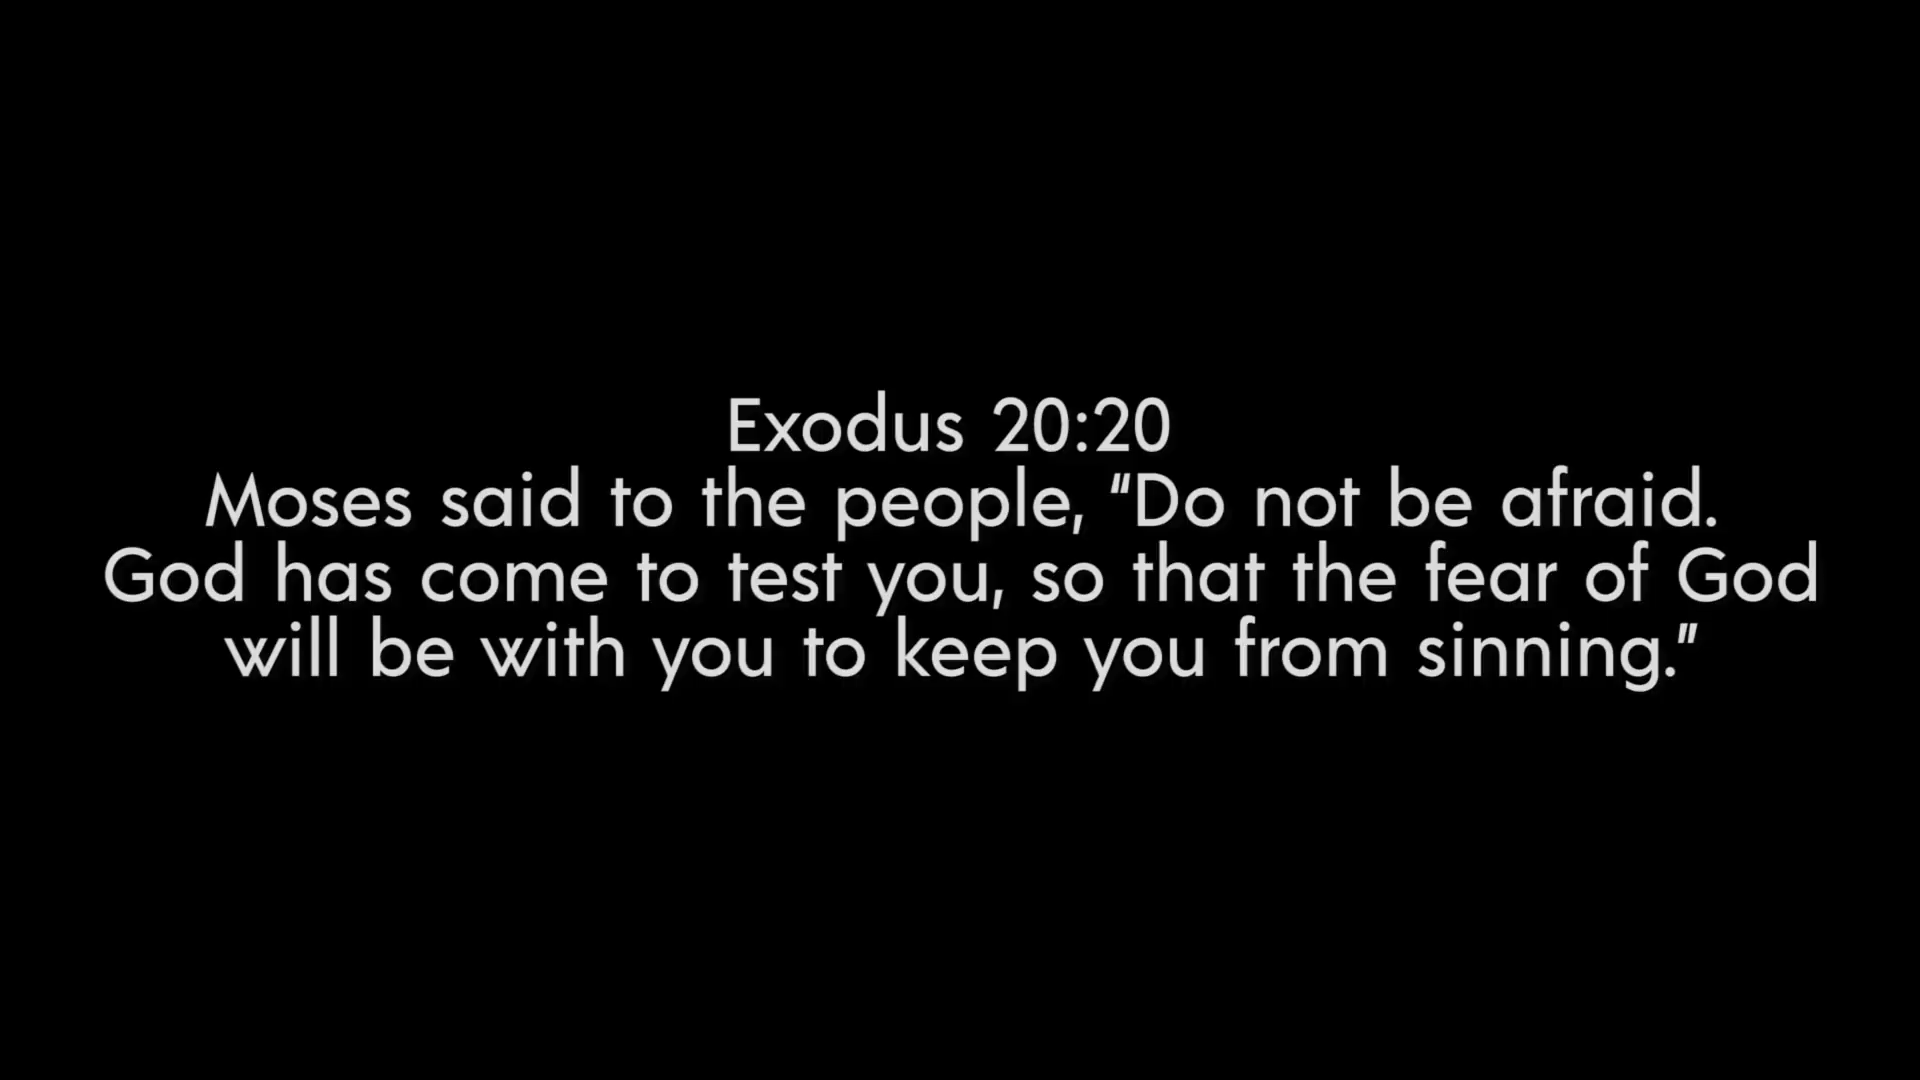 Exodus 20:20
Moses said to the people, “Do not be afraid.
God has come to test you, so that the fear of God
will be with you to keep you from sinning.”